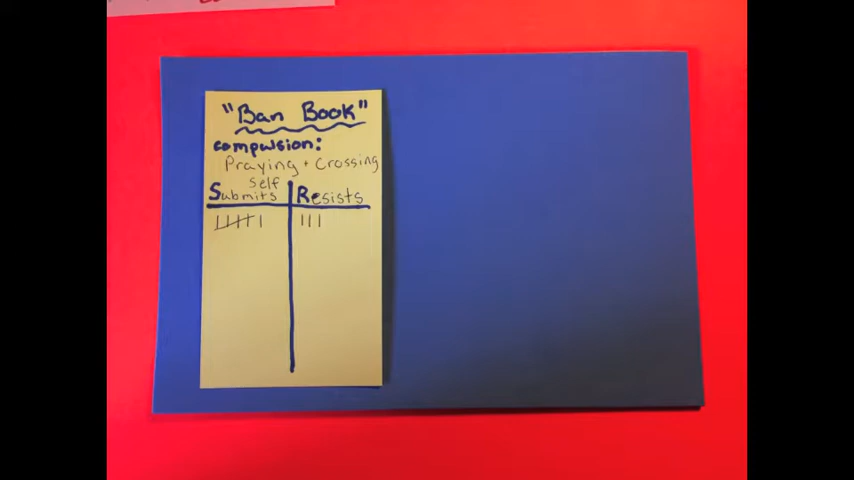 "Ban Book"
compulsion:
Praying + Crossing
self
Submits Resists